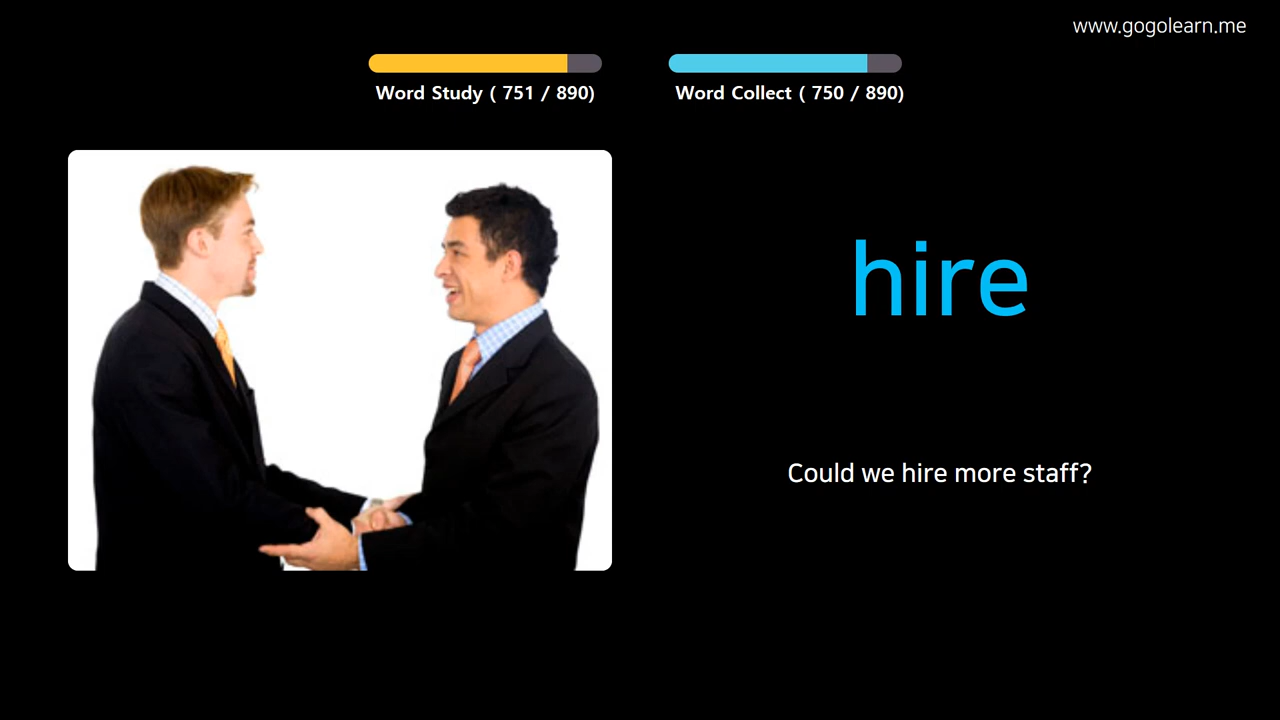 www.gogolearn.me
Word Study ( 751 / 890)
Word Collect ( 750 / 890)
hire
Could we hire more staff?